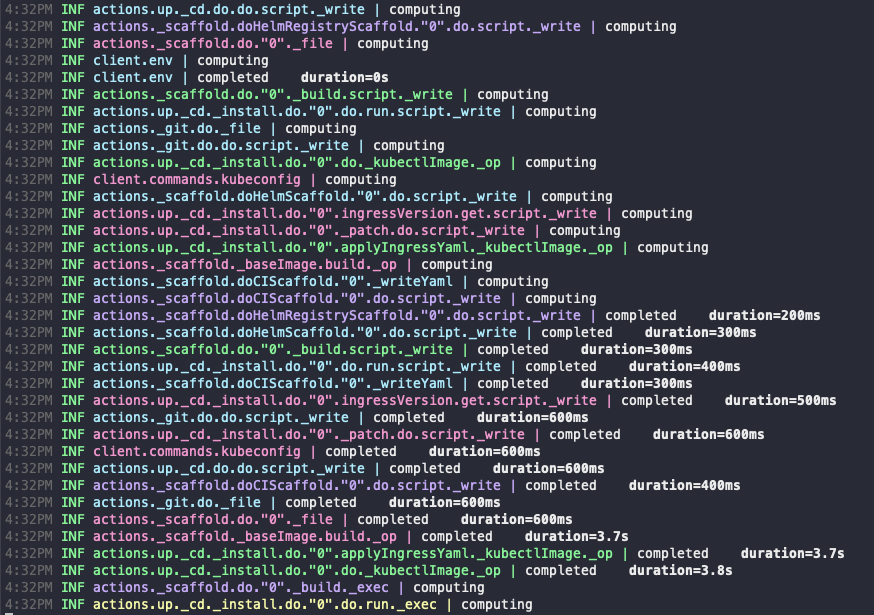 4:32PM INF actions.up._cd.do.do.script._write | computing
4:32PM INF actions._scaffold.doHelmRegistryScaffold."0".do.script._write | computing
4:32PM INF actions._scaffold.do."0"._file | computing
4:32PM INF client.env | computing
4:32PM INF client.env | completed    duration=0s
4:32PM INF actions._scaffold.do."0"._build.script._write | computing
4:32PM INF actions.up._cd._install.do."0".do.run.script._write | computing
4:32PM INF actions._git.do._file | computing
4:32PM INF actions._git.do.do.script._write | computing
4:32PM INF actions.up._cd._install.do."0".do._kubectlImage._op | computing
4:32PM INF client.commands.kubeconfig | computing
4:32PM INF actions._scaffold.doHelmScaffold."0".do.script._write | computing
4:32PM INF actions.up._cd._install.do."0".ingressVersion.get.script._write | computing
4:32PM INF actions.up._cd._install.do."0"._patch.do.script._write | computing
4:32PM INF actions.up._cd._install.do."0".applyIngressYaml._kubectlImage._op | computing
4:32PM INF actions._scaffold._baseImage.build._op | computing
4:32PM INF actions._scaffold.doCIScaffold."0"._writeYaml | computing
4:32PM INF actions._scaffold.doCIScaffold."0".do.script._write | computing
4:32PM INF actions._scaffold.doHelmRegistryScaffold."0".do.script._write | completed    duration=200ms
4:32PM INF actions._scaffold.doHelmScaffold."0".do.script._write | completed    duration=300ms
4:32PM INF actions._scaffold.do."0"._build.script._write | completed    duration=300ms
4:32PM INF actions.up._cd._install.do."0".do.run.script._write | completed    duration=400ms
4:32PM INF actions._scaffold.doCIScaffold."0"._writeYaml | completed    duration=300ms
4:32PM INF actions.up._cd._install.do."0".ingressVersion.get.script._write | completed    duration=500ms
4:32PM INF actions._git.do.do.script._write | completed    duration=600ms
4:32PM INF actions.up._cd._install.do."0"._patch.do.script._write | completed    duration=600ms
4:32PM INF client.commands.kubeconfig | completed    duration=600ms
4:32PM INF actions.up._cd.do.do.script._write | completed    duration=600ms
4:32PM INF actions._scaffold.doCIScaffold."0".do.script._write | completed    duration=400ms
4:32PM INF actions._git.do._file | completed    duration=600ms
4:32PM INF actions._scaffold.do."0"._file | completed    duration=600ms
4:32PM INF actions._scaffold._baseImage.build._op | completed    duration=3.7s
4:32PM INF actions.up._cd._install.do."0".applyIngressYaml._kubectlImage._op | completed    duration=3.7s
4:32PM INF actions.up._cd._install.do."0".do._kubectlImage._op | completed    duration=3.8s
4:32PM INF actions._scaffold.do."0"._build._exec | computing
4:32PM INF actions.up._cd._install.do."0".do.run._exec | computing